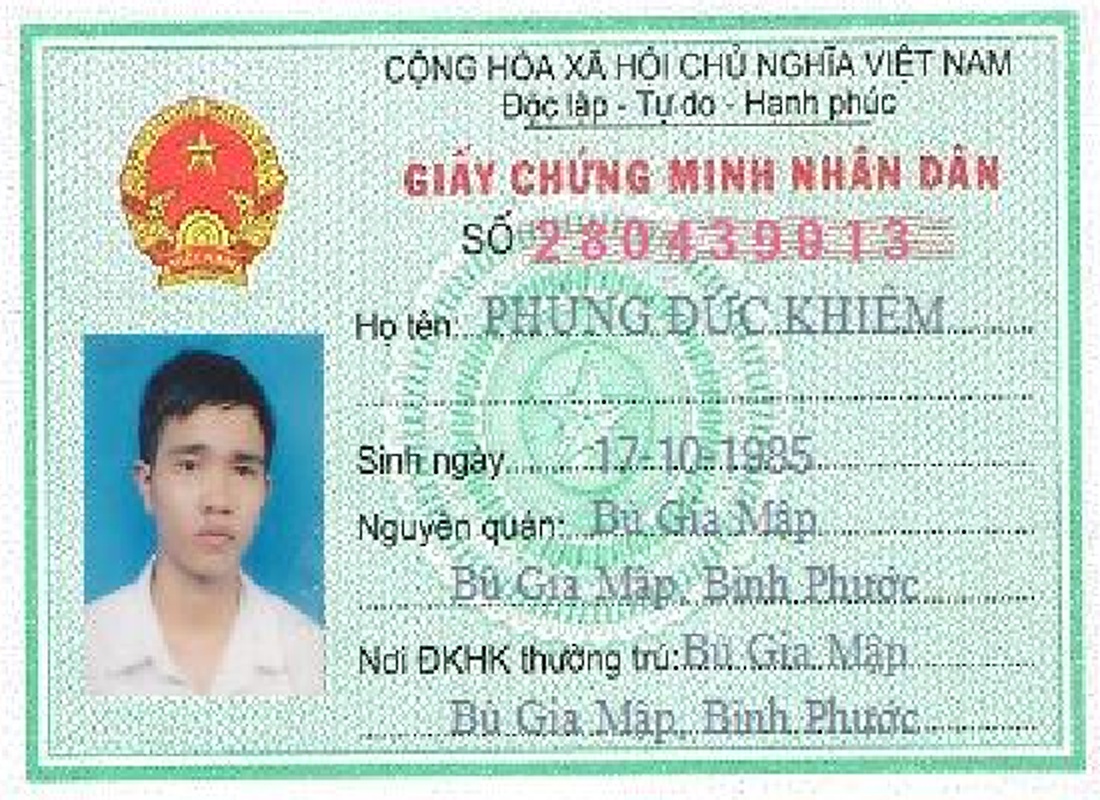 CỘNG HÒA XÃ HỘI CHỦ NGHĨA VIỆT NAM
Độc lập - Tự do - Hạnh phúc
GIẤY CHỨNG MINH NHÂN DÂN
SỐ 280439913
Họ tên: PHÙNG ĐỨC KHIÊM
Sinh ngày 17-10-1985
Nguyên quán: Bù Gia Mập
Bù Gia Mập, Bình Phước
Nơi ĐKHK thường trú: Bù Gia Mập
Bù Gia Mập, Bình Phước